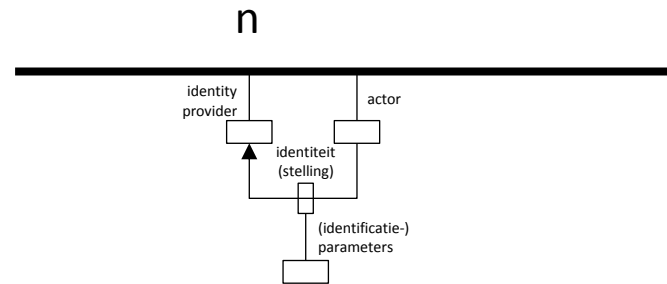 n
identity
provider
actor
identiteit
(stelling)
(identificatie-)
parameters